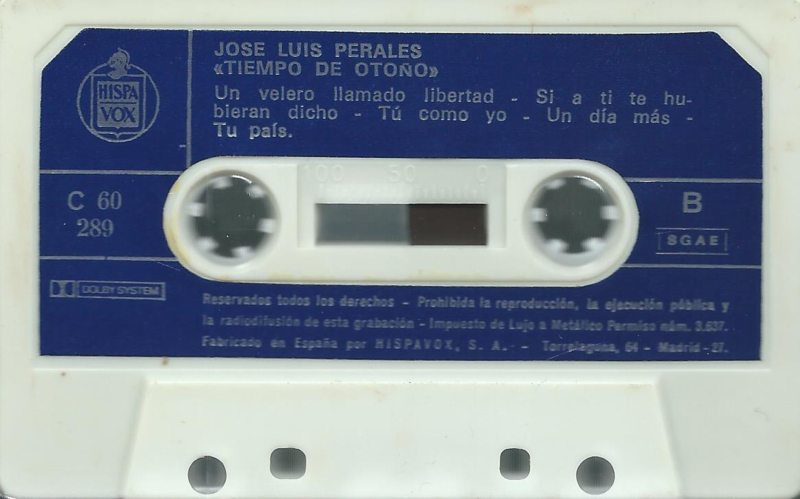 HISPA
VOX
JOSE LUIS PERALES
«TIEMPO DE OTOÑO»
Un velero llamado libertad - Si a ti te hu-
bieran dicho - Tú como yo - Un día más -
Tu país.
100 50 0
C 60
289
B
SGAE
DOLBY SYSTEM
Reservados todos los derechos - Prohibida la reproducción, la ejecución pública y
la radiodifusión de esta grabación - Impuesto de Lujo a Metálico Permiso núm. 3.637.
Fabricado en España por HISPAVOX, S. A. - Torrelaguna, 64 - Madrid-27.